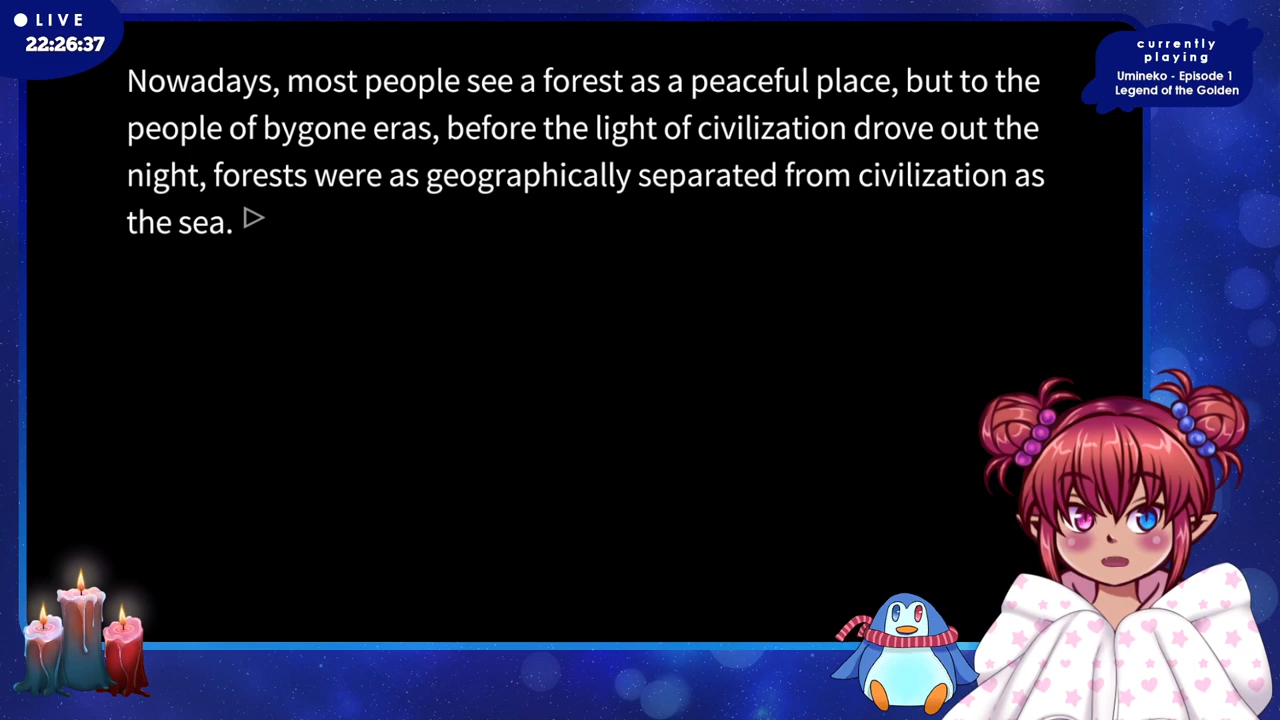 LIVE
22:26:37
currently
playing
Umineko - Episode 1
Legend of the Golden
Nowadays, most people see a forest as a peaceful place, but to the
people of bygone eras, before the light of civilization drove out the
night, forests were as geographically separated from civilization as
the sea.